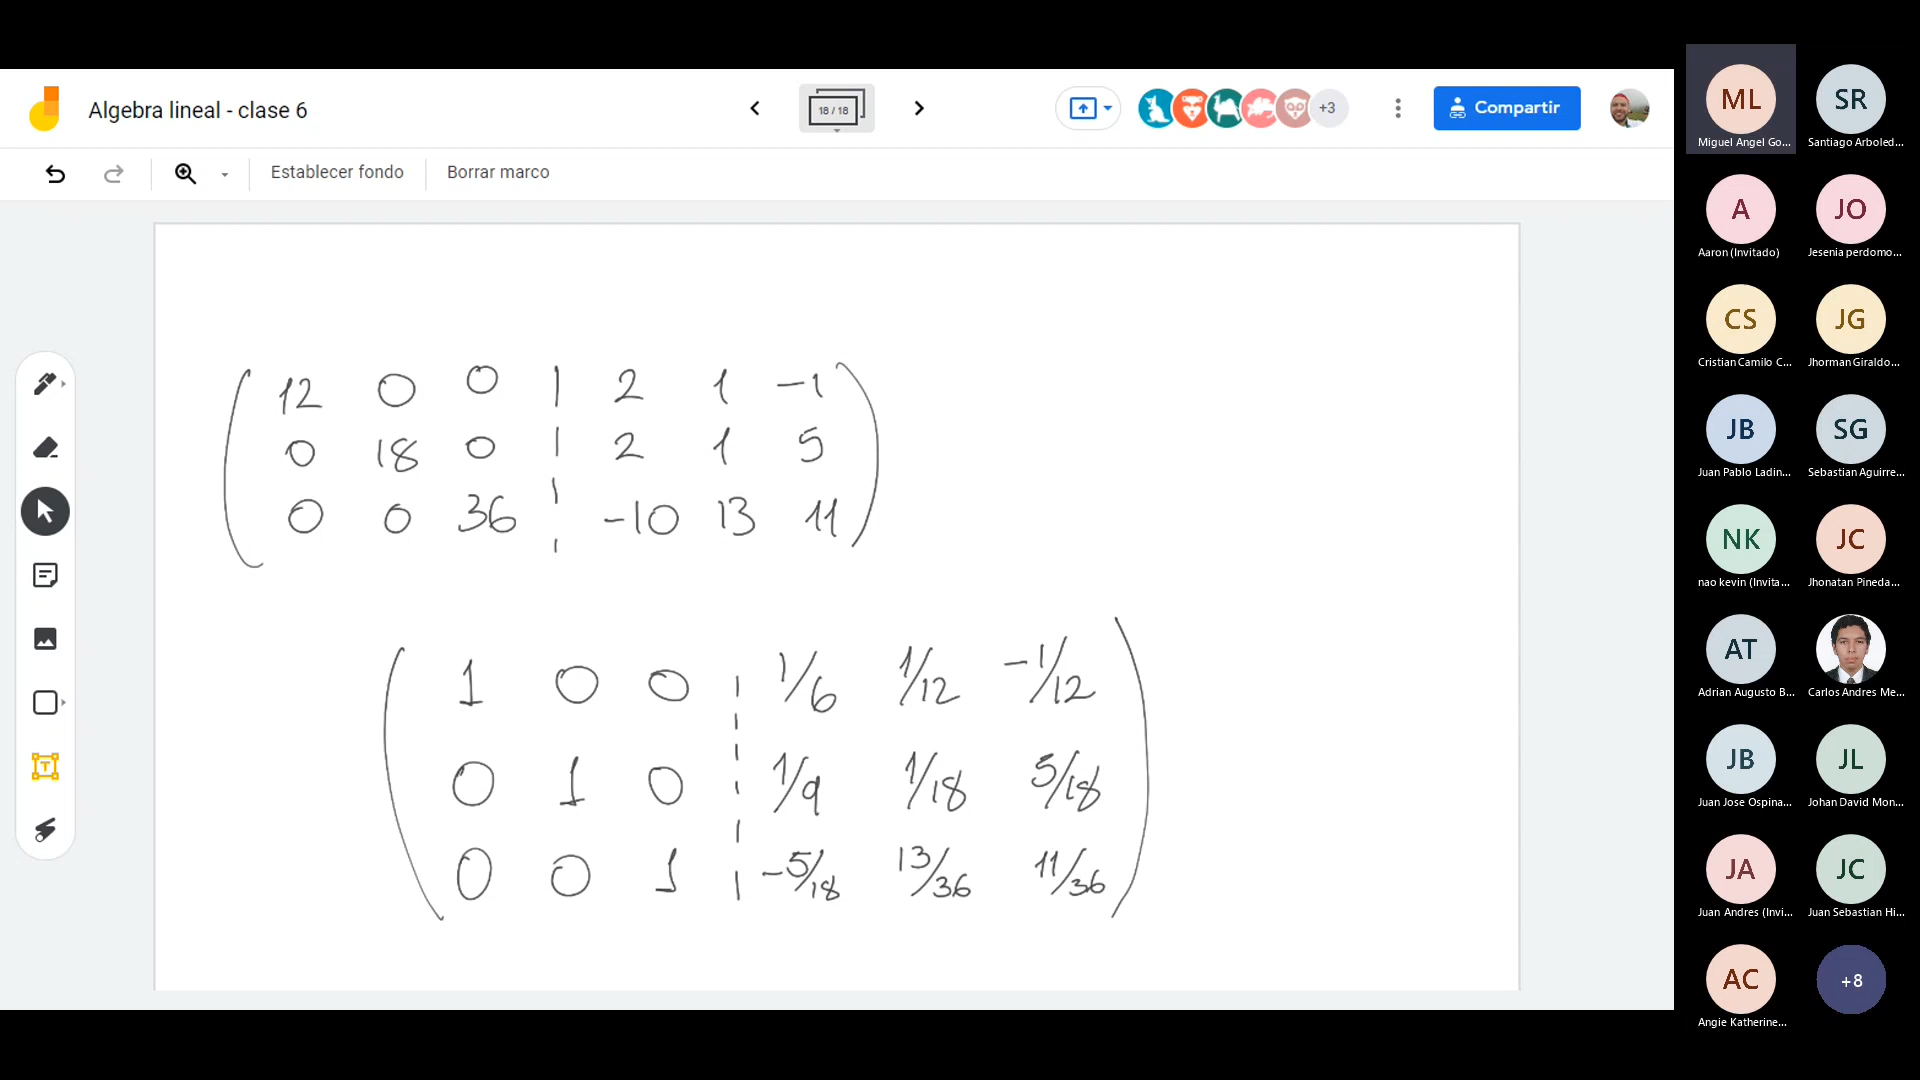 Algebra lineal - clase 6
18 / 18
+3
Compartir
Establecer fondo
Borrar marco
12 0 0 | 2 1 -1
0 18 0 | 2 1 5
0 0 36 | -10 13 11
1 0 0 | 1/6 1/12 -1/12
0 1 0 | 1/9 1/18 5/18
0 0 1 | -5/18 13/36 11/36
T
ML SR
Miguel Angel Go... Santiago Arboled...
A JO
Aaron (Invitado) Jesenia perdomo...
CS JG
Cristian Camilo C... Jhorman Giraldo...
JB SG
Juan Pablo Ladin... Sebastian Aguirre...
NK JC
nao kevin (Invita... Jhonatan Pineda...
AT
Adrian Augusto B... Carlos Andres Me...
JB JL
Juan Jose Ospina... Johan David Mon...
JA JC
Juan Andres (Invi... Juan Sebastian Hi...
AC +8
Angie Katherine...